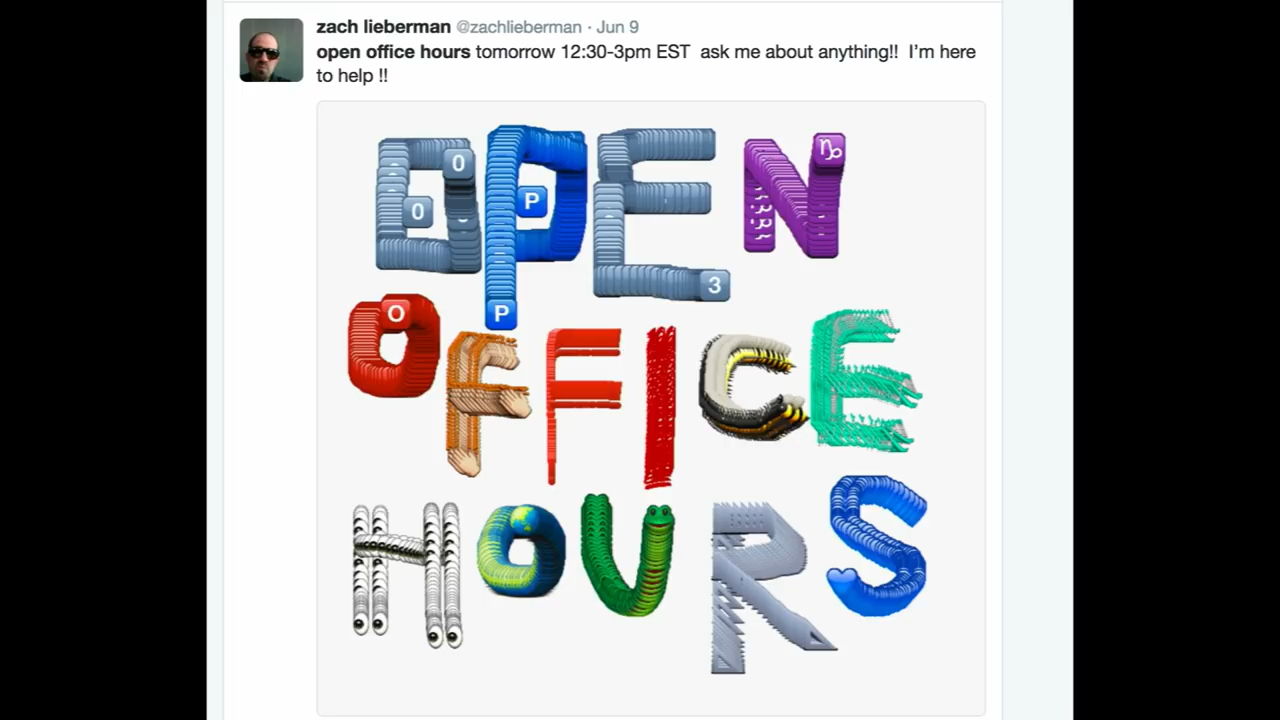 zach lieberman @zachlieberman · Jun 9
open office hours tomorrow 12:30-3pm EST  ask me about anything!!  I'm here
to help !!
OPEN
OFFICE
HOURS